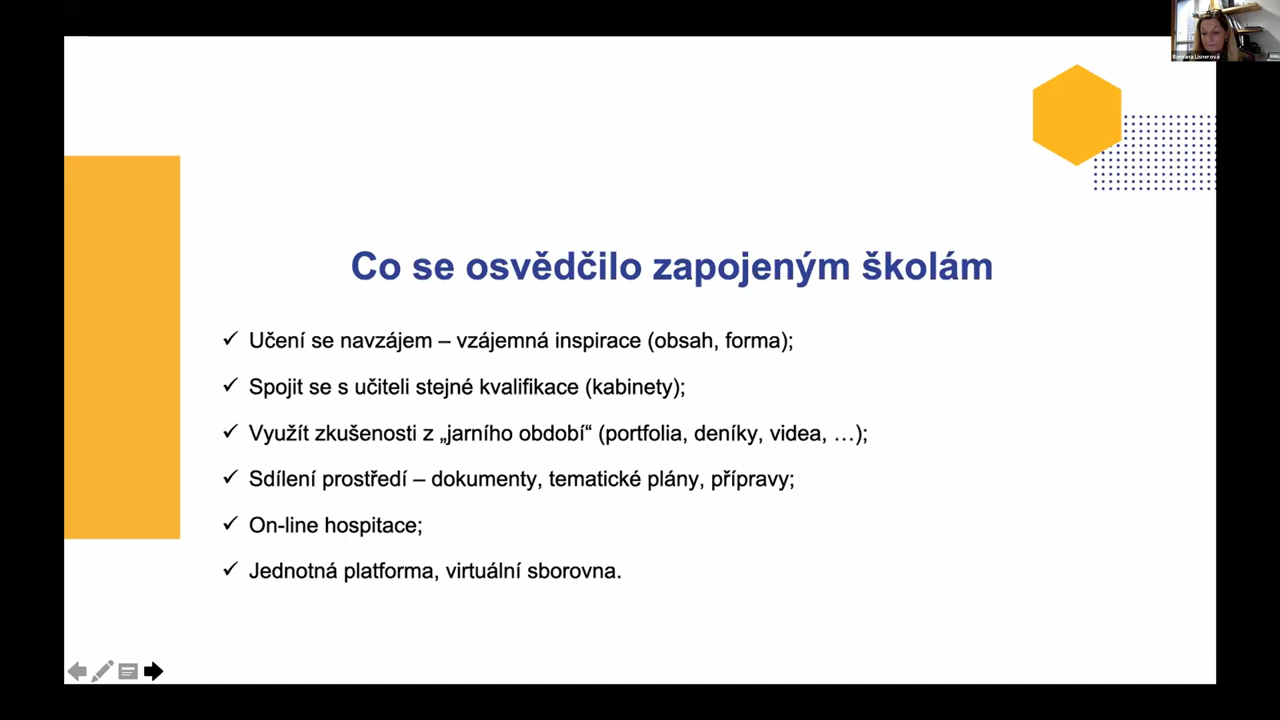 Romana Lisnerová
Co se osvědčilo zapojeným školám
✓ Učení se navzájem – vzájemná inspirace (obsah, forma);
✓ Spojit se s učiteli stejné kvalifikace (kabinety);
✓ Využít zkušenosti z „jarního období“ (portfolia, deníky, videa, …);
✓ Sdílení prostředí – dokumenty, tematické plány, přípravy;
✓ On-line hospitace;
✓ Jednotná platforma, virtuální sborovna.